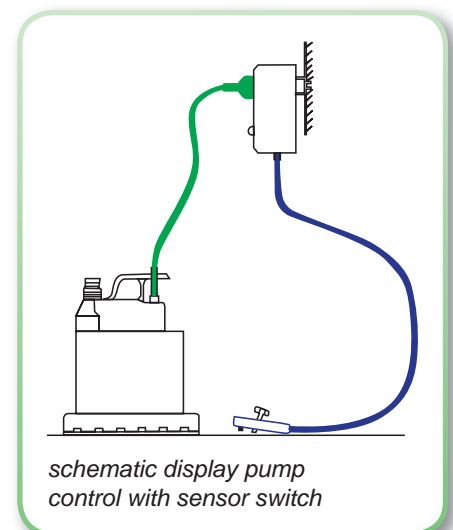 schematic display pump
control with sensor switch